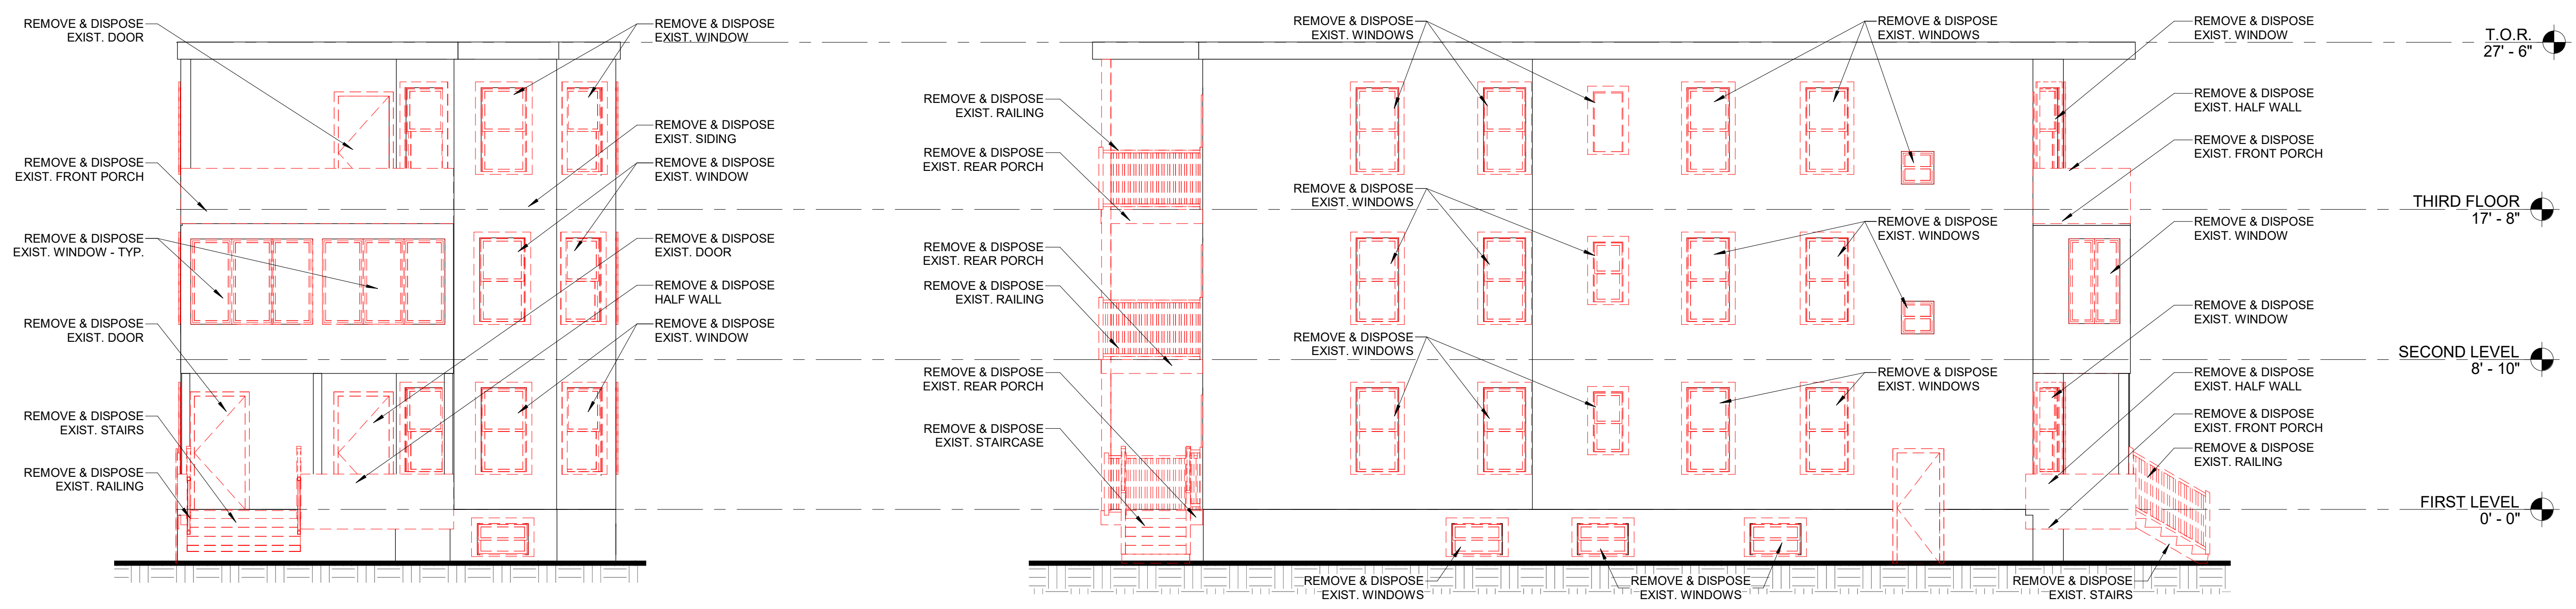 REMOVE & DISPOSE
EXIST. DOOR
REMOVE & DISPOSE
EXIST. FRONT PORCH
REMOVE & DISPOSE
EXIST. WINDOW - TYP.
REMOVE & DISPOSE
EXIST. DOOR
REMOVE & DISPOSE
EXIST. STAIRS
REMOVE & DISPOSE
EXIST. RAILING
REMOVE & DISPOSE
EXIST. WINDOW
REMOVE & DISPOSE
EXIST. SIDING
REMOVE & DISPOSE
EXIST. WINDOW
REMOVE & DISPOSE
EXIST. DOOR
REMOVE & DISPOSE
HALF WALL
REMOVE & DISPOSE
EXIST. WINDOW
REMOVE & DISPOSE
EXIST. RAILING
REMOVE & DISPOSE
EXIST. REAR PORCH
REMOVE & DISPOSE
EXIST. REAR PORCH
REMOVE & DISPOSE
EXIST. RAILING
REMOVE & DISPOSE
EXIST. REAR PORCH
REMOVE & DISPOSE
EXIST. STAIRCASE
REMOVE & DISPOSE
EXIST. WINDOWS
REMOVE & DISPOSE
EXIST. WINDOWS
REMOVE & DISPOSE
EXIST. WINDOWS
REMOVE & DISPOSE
EXIST. WINDOWS
REMOVE & DISPOSE
EXIST. WINDOWS
REMOVE & DISPOSE
EXIST. WINDOWS
REMOVE & DISPOSE
EXIST. WINDOWS
REMOVE & DISPOSE
EXIST. WINDOWS
REMOVE & DISPOSE
EXIST. STAIRS
REMOVE & DISPOSE
EXIST. WINDOW
REMOVE & DISPOSE
EXIST. HALF WALL
REMOVE & DISPOSE
EXIST. FRONT PORCH
REMOVE & DISPOSE
EXIST. WINDOW
REMOVE & DISPOSE
EXIST. WINDOW
REMOVE & DISPOSE
EXIST. HALF WALL
REMOVE & DISPOSE
EXIST. FRONT PORCH
REMOVE & DISPOSE
EXIST. RAILING
T.O.R.
27' - 6"
THIRD FLOOR
17' - 8"
SECOND LEVEL
8' - 10"
FIRST LEVEL
0' - 0"